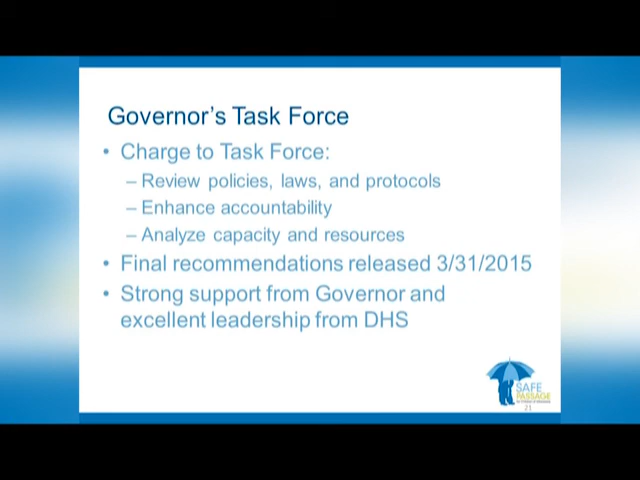 Governor's Task Force
• Charge to Task Force:
– Review policies, laws, and protocols
– Enhance accountability
– Analyze capacity and resources
• Final recommendations released 3/31/2015
• Strong support from Governor and
excellent leadership from DHS
SAFE
PASSAGE
21